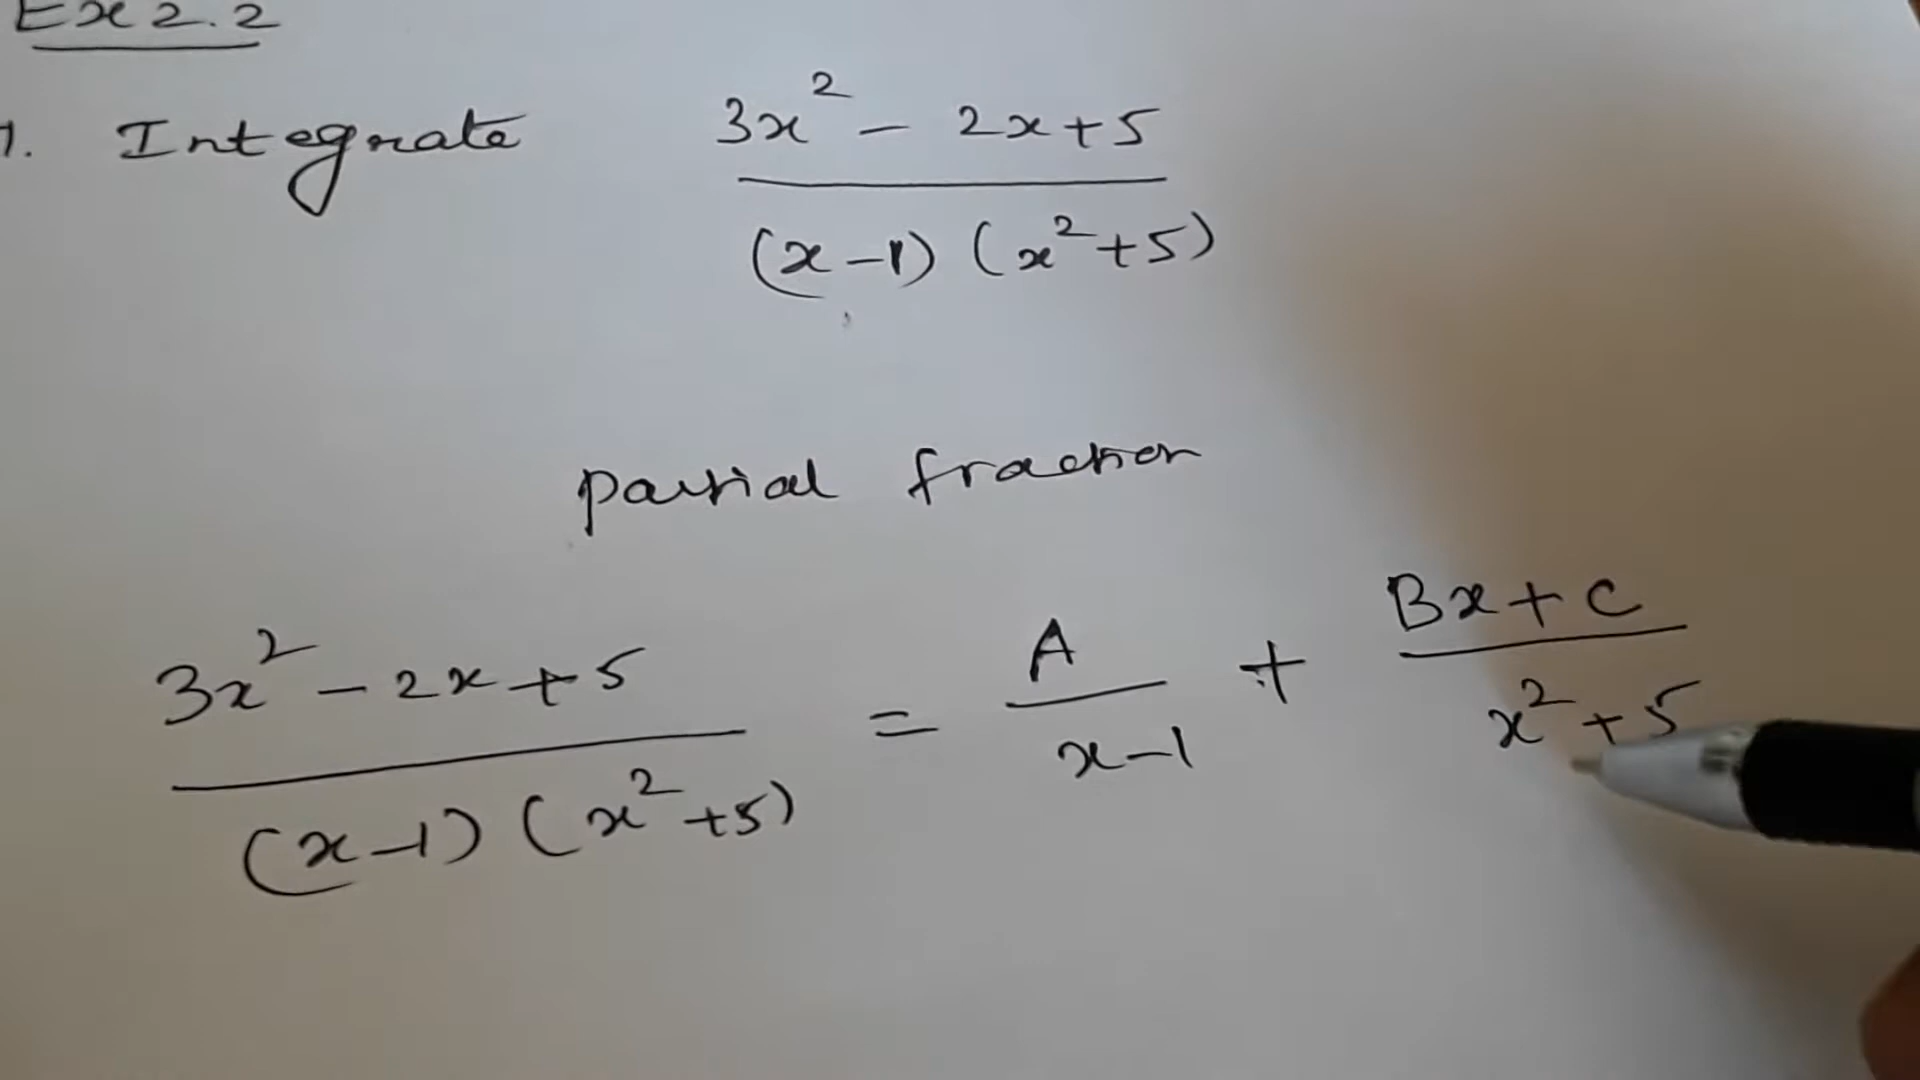 Ex 2.2
1. Integrate 3x² - 2x + 5
(x-1) (x²+5)
partial fraction
3x² - 2x + 5 = A + Bx + C
(x-1) (x²+5) x-1 x²+5